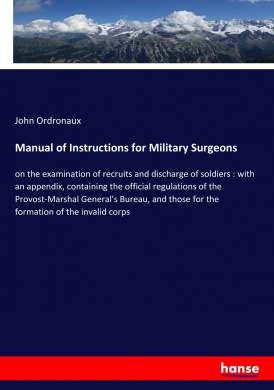 John Ordronaux
Manual of Instructions for Military Surgeons
on the examination of recruits and discharge of soldiers : with
an appendix, containing the official regulations of the
Provost-Marshal General's Bureau, and those for the
formation of the invalid corps
hanse